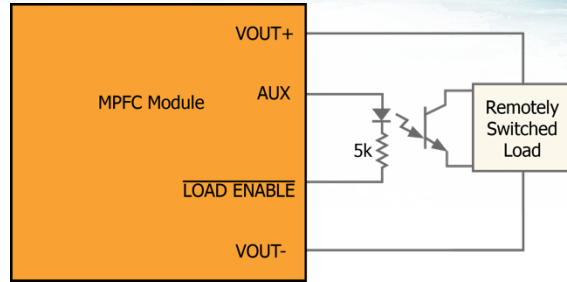 VOUT+
AUX
MPFC Module
5k
LOAD ENABLE
VOUT-
Remotely
Switched
Load